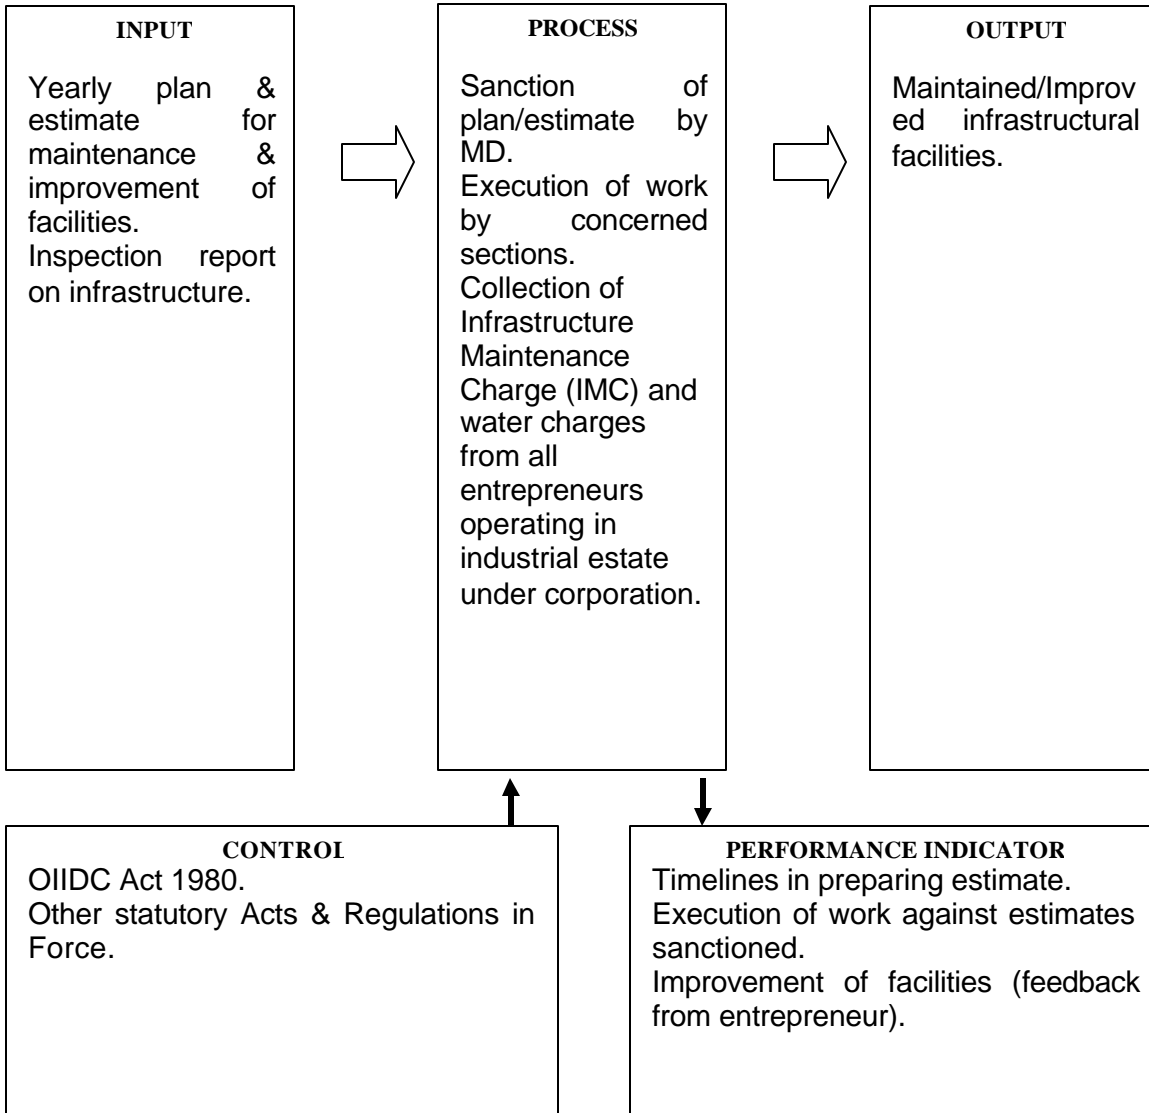 INPUT
Yearly plan &
estimate for
maintenance &
improvement of
facilities.
Inspection report
on infrastructure.
PROCESS
Sanction of
plan/estimate by
MD.
Execution of work
by concerned
sections.
Collection of
Infrastructure
Maintenance
Charge (IMC) and
water charges
from all
entrepreneurs
operating in
industrial estate
under corporation.
OUTPUT
Maintained/Improv
ed infrastructural
facilities.
CONTROL
OIIDC Act 1980.
Other statutory Acts & Regulations in
Force.
PERFORMANCE INDICATOR
Timelines in preparing estimate.
Execution of work against estimates
sanctioned.
Improvement of facilities (feedback
from entrepreneur).